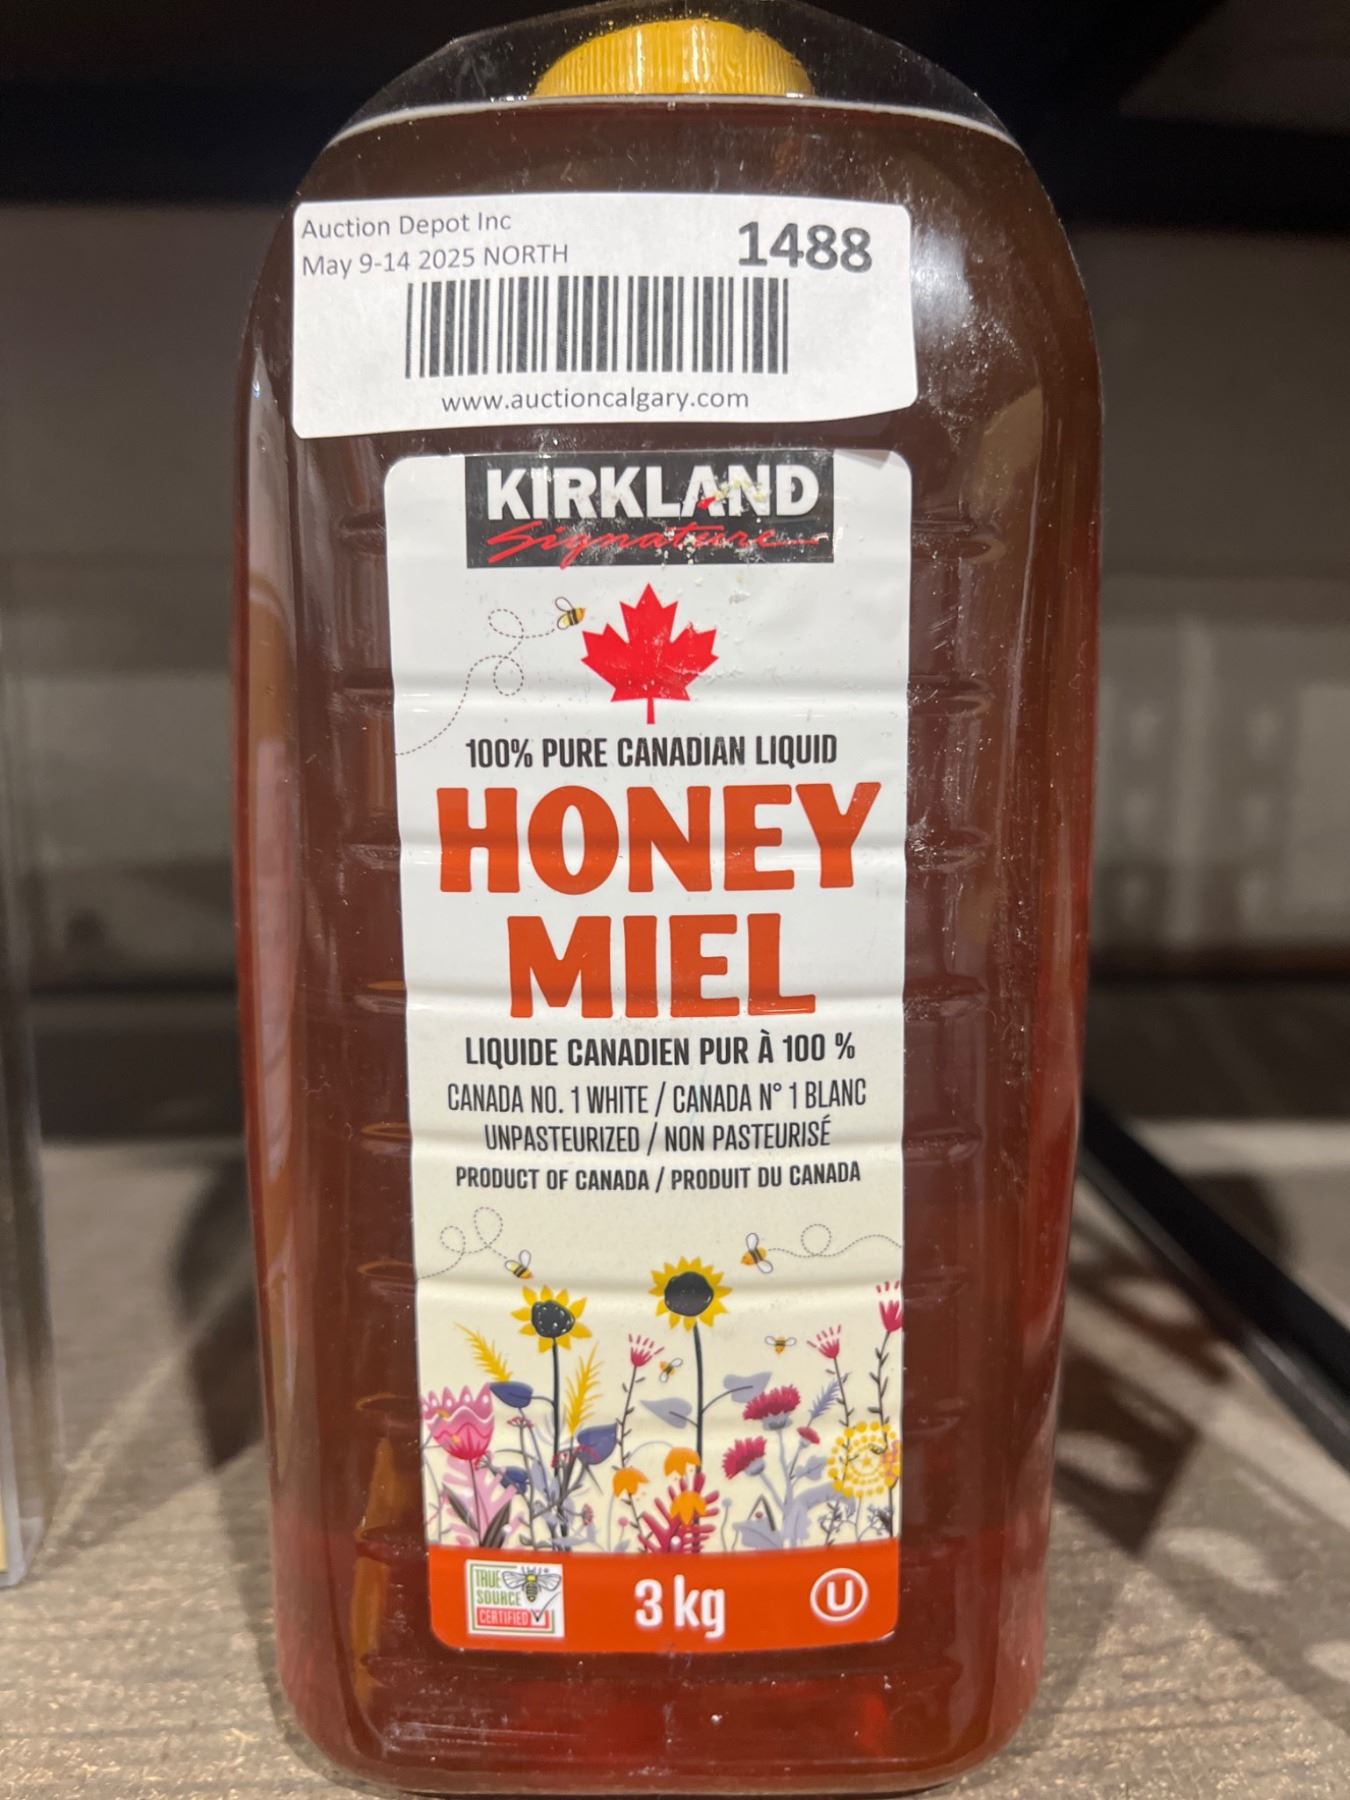 Auction Depot Inc
May 9-14 2025 NORTH
1488
www.auctioncalgary.com
KIRKLAND
Signature
100% PURE CANADIAN LIQUID
HONEY
MIEL
LIQUIDE CANADIEN PUR À 100 %
CANADA NO. 1 WHITE / CANADA N° 1 BLANC
UNPASTEURIZED / NON PASTEURISÉ
PRODUCT OF CANADA / PRODUIT DU CANADA
TRUE
SOURCE
CERTIFIED
3 kg
U